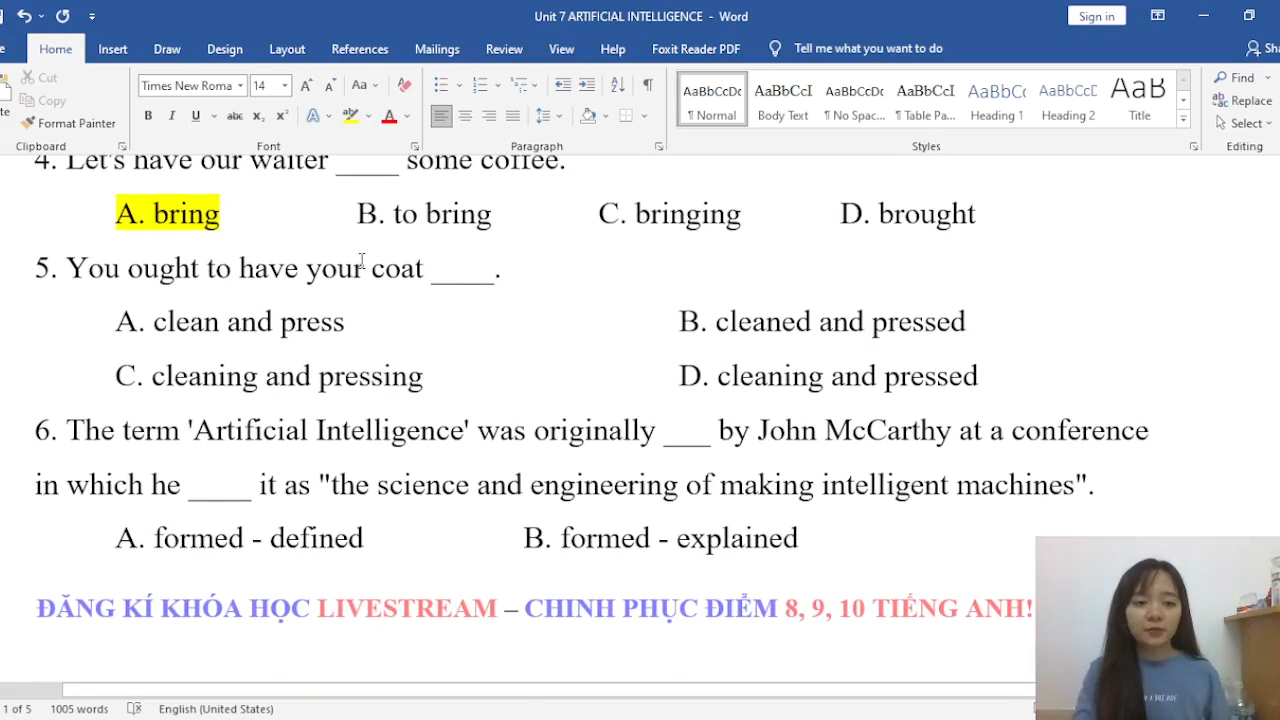 Unit 7 ARTIFICIAL INTELLIGENCE - Word
Sign in
Home Insert Draw Design Layout References Mailings Review View Help Foxit Reader PDF Tell me what you want to do
Cut
Copy
Format Painter
Clipboard
Times New Roma 14
Font
Paragraph
AaBbCcDc AaBbCcI AaBbCcDc AaBbCcI AaBbCc AaBbCcD AaB
¶ Normal Body Text ¶ No Spac... ¶ Table Pa... Heading 1 Heading 2 Title
Styles
Find
Replace
Select
Editing
4. Let's have our waiter ____ some coffee.
A. bring B. to bring C. bringing D. brought
5. You ought to have your coat ____.
A. clean and press B. cleaned and pressed
C. cleaning and pressing D. cleaning and pressed
6. The term 'Artificial Intelligence' was originally ___ by John McCarthy at a conference
in which he ____ it as "the science and engineering of making intelligent machines".
A. formed - defined B. formed - explained
ĐĂNG KÍ KHÓA HỌC LIVESTREAM – CHINH PHỤC ĐIỂM 8, 9, 10 TIẾNG ANH!
1 of 5 1005 words English (United States)